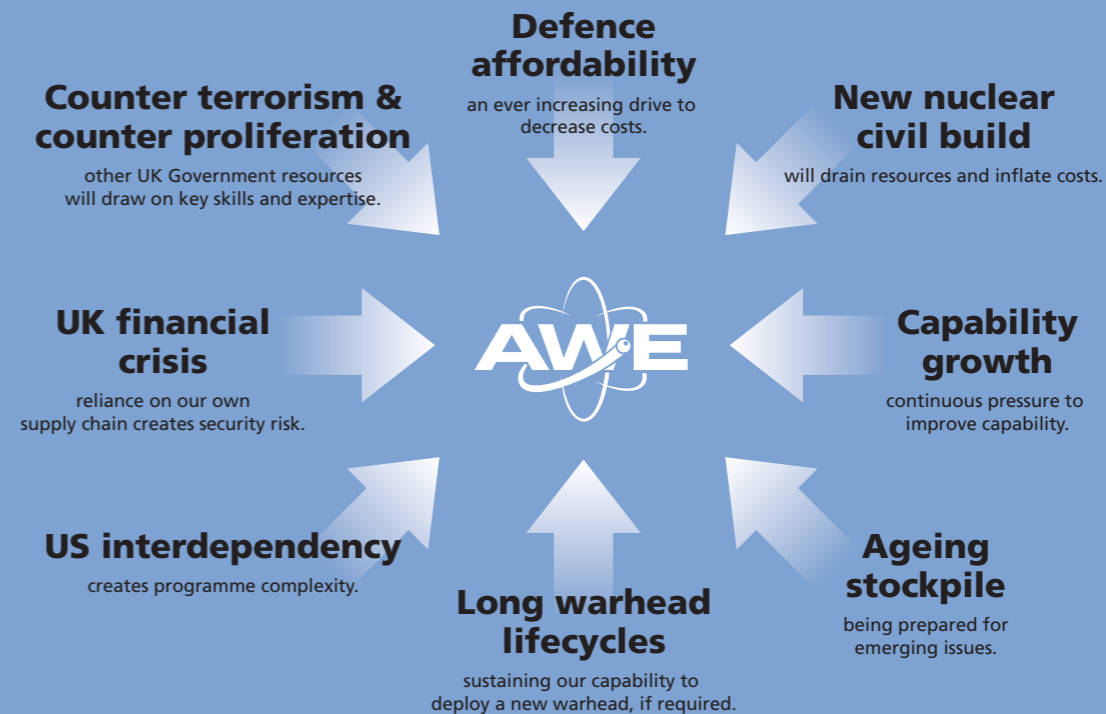 Defence
affordability
an ever increasing drive to
decrease costs.
Counter terrorism &
counter proliferation
other UK Government resources
will draw on key skills and expertise.
New nuclear
civil build
will drain resources and inflate costs.
UK financial
crisis
reliance on our own
supply chain creates security risk.
AWE
Capability
growth
continuous pressure to
improve capability.
US interdependency
creates programme complexity.
Long warhead
lifecycles
sustaining our capability to
deploy a new warhead, if required.
Ageing
stockpile
being prepared for
emerging issues.